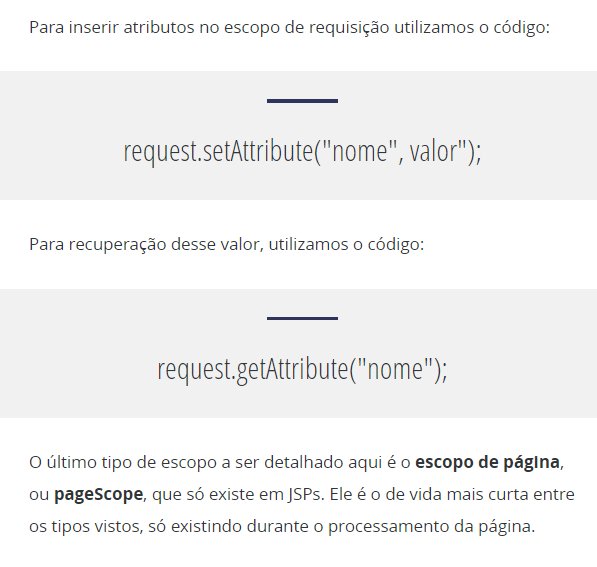 Para inserir atributos no escopo de requisição utilizamos o código:
request.setAttribute("nome", valor");
Para recuperação desse valor, utilizamos o código:
request.getAttribute("nome");
O último tipo de escopo a ser detalhado aqui é o escopo de página,
ou pageScope, que só existe em JSPs. Ele é o de vida mais curta entre
os tipos vistos, só existindo durante o processamento da página.